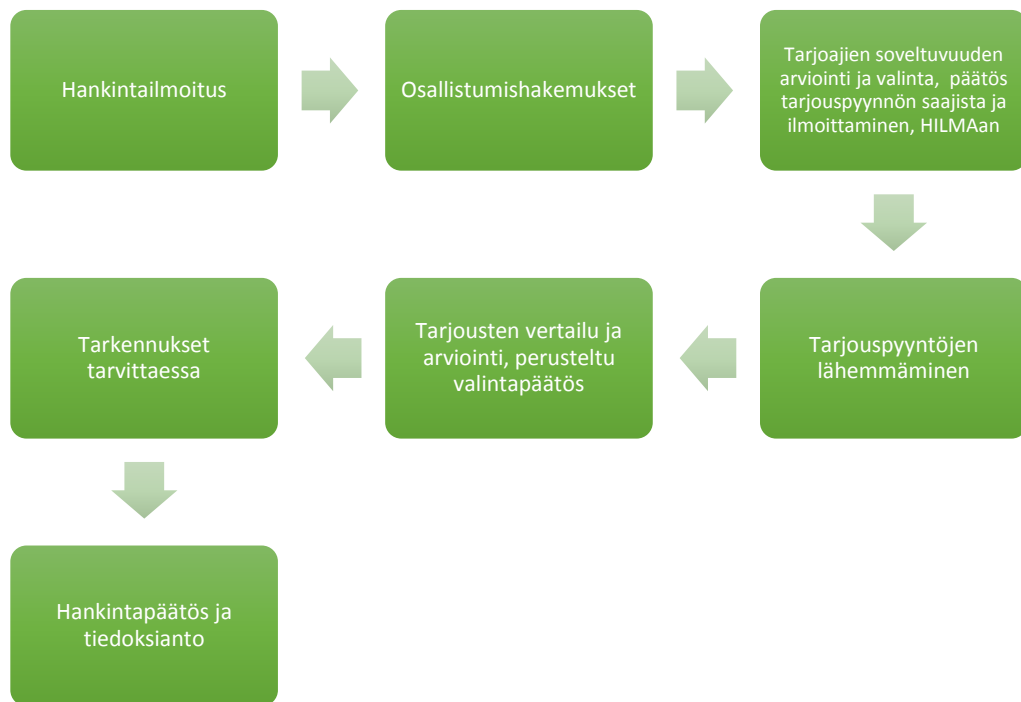 Hankintailmoitus
Osallistumishakemukset
Tarjoajien soveltuvuuden
arviointi ja valinta, päätös
tarjouspyynnön saajista ja
ilmoittaminen, HILMAan
Tarjouspyyntöjen
lähemmäminen
Tarjousten vertailu ja
arviointi, perusteltu
valintapäätös
Tarkennukset
tarvittaessa
Hankintapäätös ja
tiedoksianto